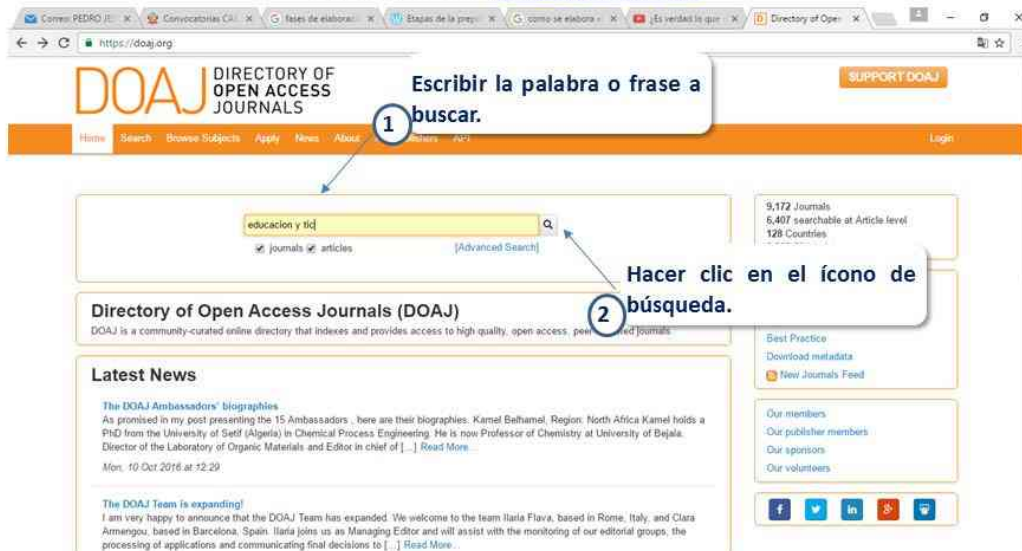 Correo: PEDRO JE
Convocatorias CA
fases de elaborac
Etapas de la prep
como se elabora
¿Es verdad lo que
Directory of Open
https://doaj.org
DOAJ
DIRECTORY OF
OPEN ACCESS
JOURNALS
SUPPORT DOAJ
Escribir la palabra o frase a
buscar.
1
Home Search Browse Subjects Apply News About API Login
educacion y tic
journals articles [Advanced Search]
9,172 Journals
6,407 searchable at Article level
128 Countries
Hacer clic en el ícono de
búsqueda.
2
Directory of Open Access Journals (DOAJ)
DOAJ is a community-curated online directory that indexes and provides access to high quality, open access, journals
Best Practice
Download metadata
New Journals Feed
Latest News
The DOAJ Ambassadors' biographies
As promised in my post presenting the 15 Ambassadors , here are their biographies. Kamel Belhamel, Region: North Africa Kamel holds a
PhD from the University of Setif (Algeria) in Chemical Process Engineering. He is now Professor of Chemistry at University of Bejaia.
Director of the Laboratory of Organic Materials and Editor in chief of [...] Read More...
Mon, 10 Oct 2016 at 12:29
Our members
Our publisher members
Our sponsors
Our volunteers
The DOAJ Team is expanding!
I am very happy to announce that the DOAJ Team has expanded. We welcome to the team Ilaria Flava, based in Rome, Italy, and Clara
Armengou, based in Barcelona, Spain. Ilaria joins us as Managing Editor and will assist with the monitoring of our editorial groups, the
processing of applications and communicating final decisions to [...] Read More...